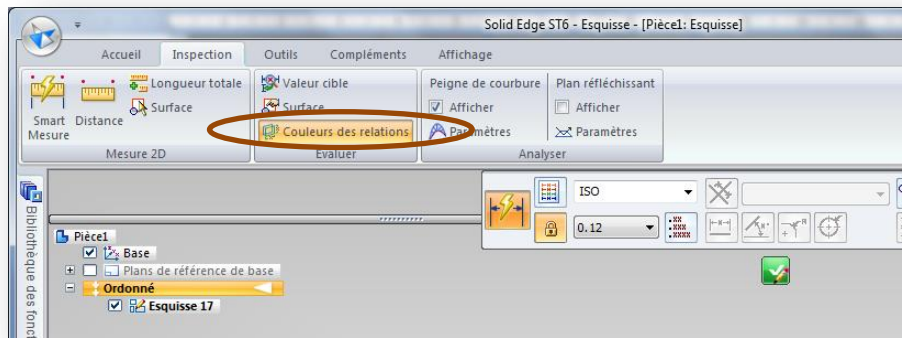 Solid Edge ST6 - Esquisse - [Pièce1: Esquisse]
Accueil Inspection Outils Compléments Affichage
Smart Mesure
Distance
Longueur totale
Surface
Mesure 2D
Valeur cible
Surface
Couleurs des relations
Evaluer
Peigne de courbure
Afficher
Paramètres
Plan réfléchissant
Afficher
Paramètres
Analyser
ISO
0.12
.xx
.xxxx
Bibliothèque des fonct
Pièce1
Base
Plans de référence de base
Ordonné
Esquisse 17